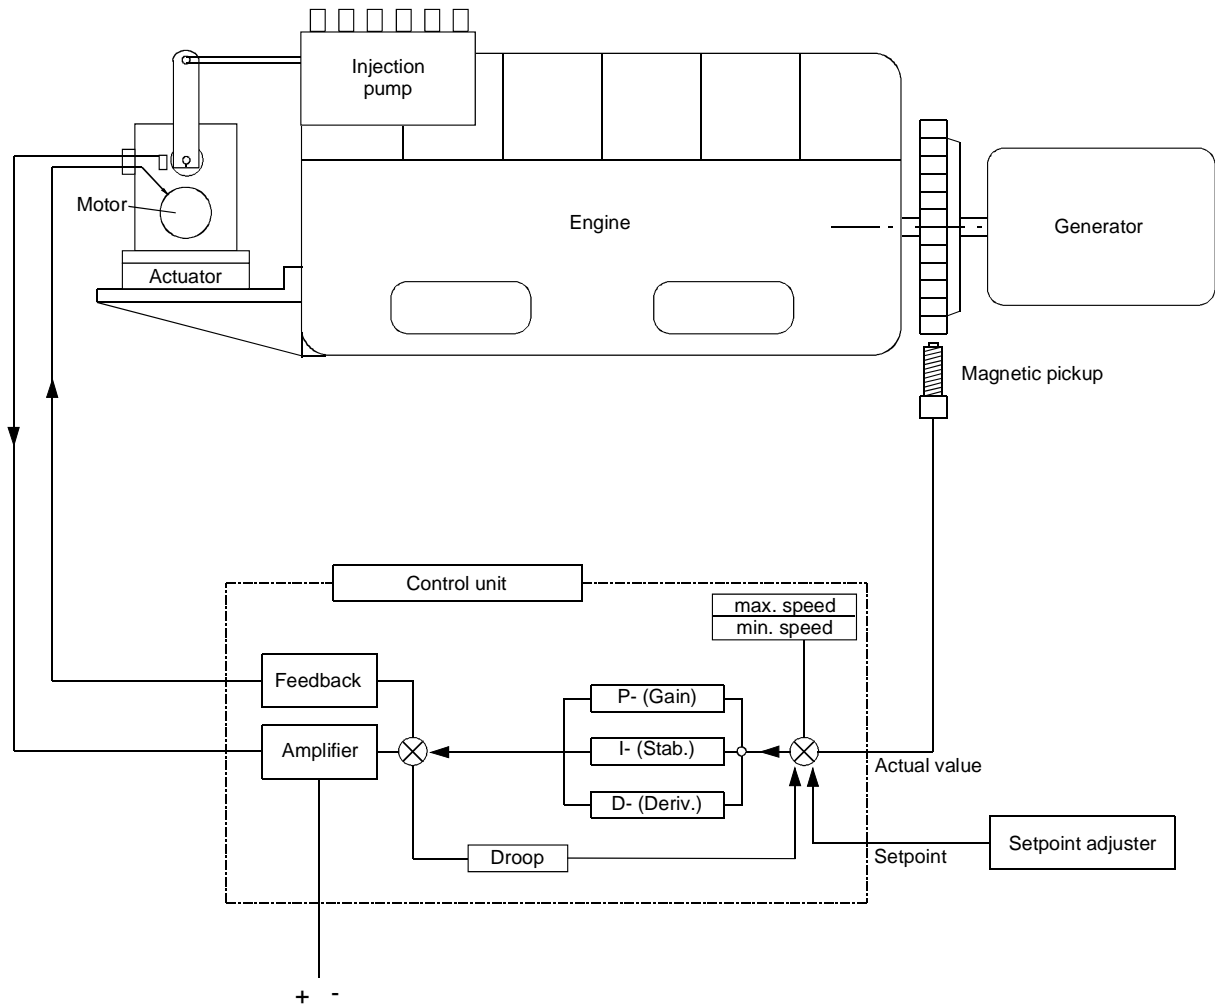 Injection
pump
Motor
Engine
Generator
Actuator
Magnetic pickup
Control unit
max. speed
min. speed
Feedback
P- (Gain)
Amplifier
I- (Stab.)
Actual value
D- (Deriv.)
Droop
Setpoint
Setpoint adjuster
+ -